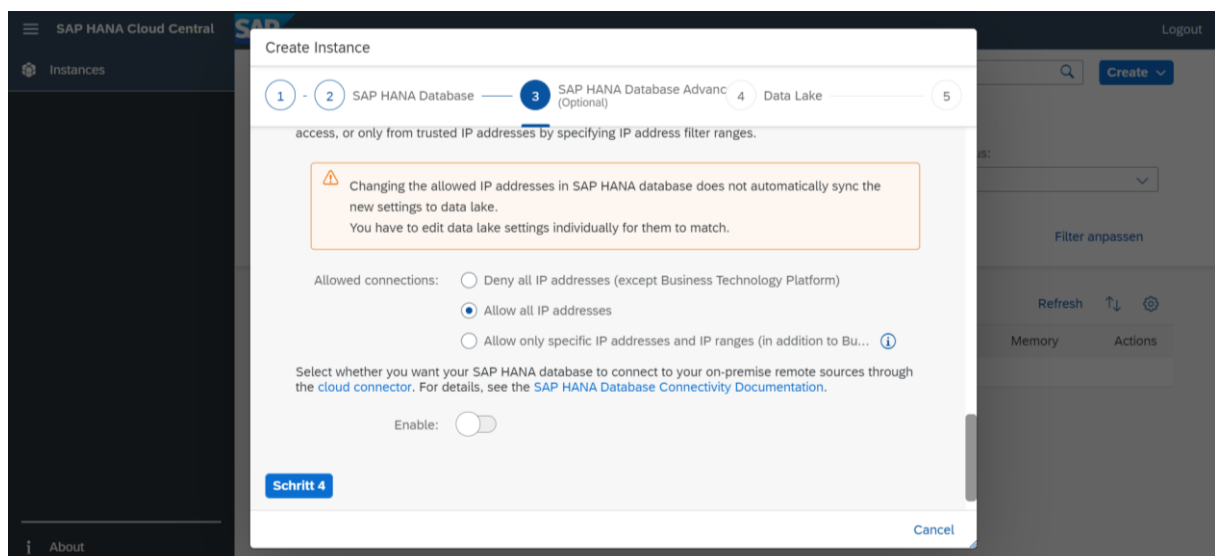 SAP HANA Cloud Central
SAP
Logout
Instances
Create
Create Instance
1 - 2 SAP HANA Database 3 SAP HANA Database Advanc 4 Data Lake 5
(Optional)
access, or only from trusted IP addresses by specifying IP address filter ranges.
us:
Changing the allowed IP addresses in SAP HANA database does not automatically sync the
new settings to data lake.
You have to edit data lake settings individually for them to match.
Filter anpassen
Allowed connections:
Deny all IP addresses (except Business Technology Platform)
Allow all IP addresses
Allow only specific IP addresses and IP ranges (in addition to Bu...
Refresh
Memory
Actions
Select whether you want your SAP HANA database to connect to your on-premise remote sources through
the cloud connector. For details, see the SAP HANA Database Connectivity Documentation.
Enable:
Schritt 4
Cancel
About